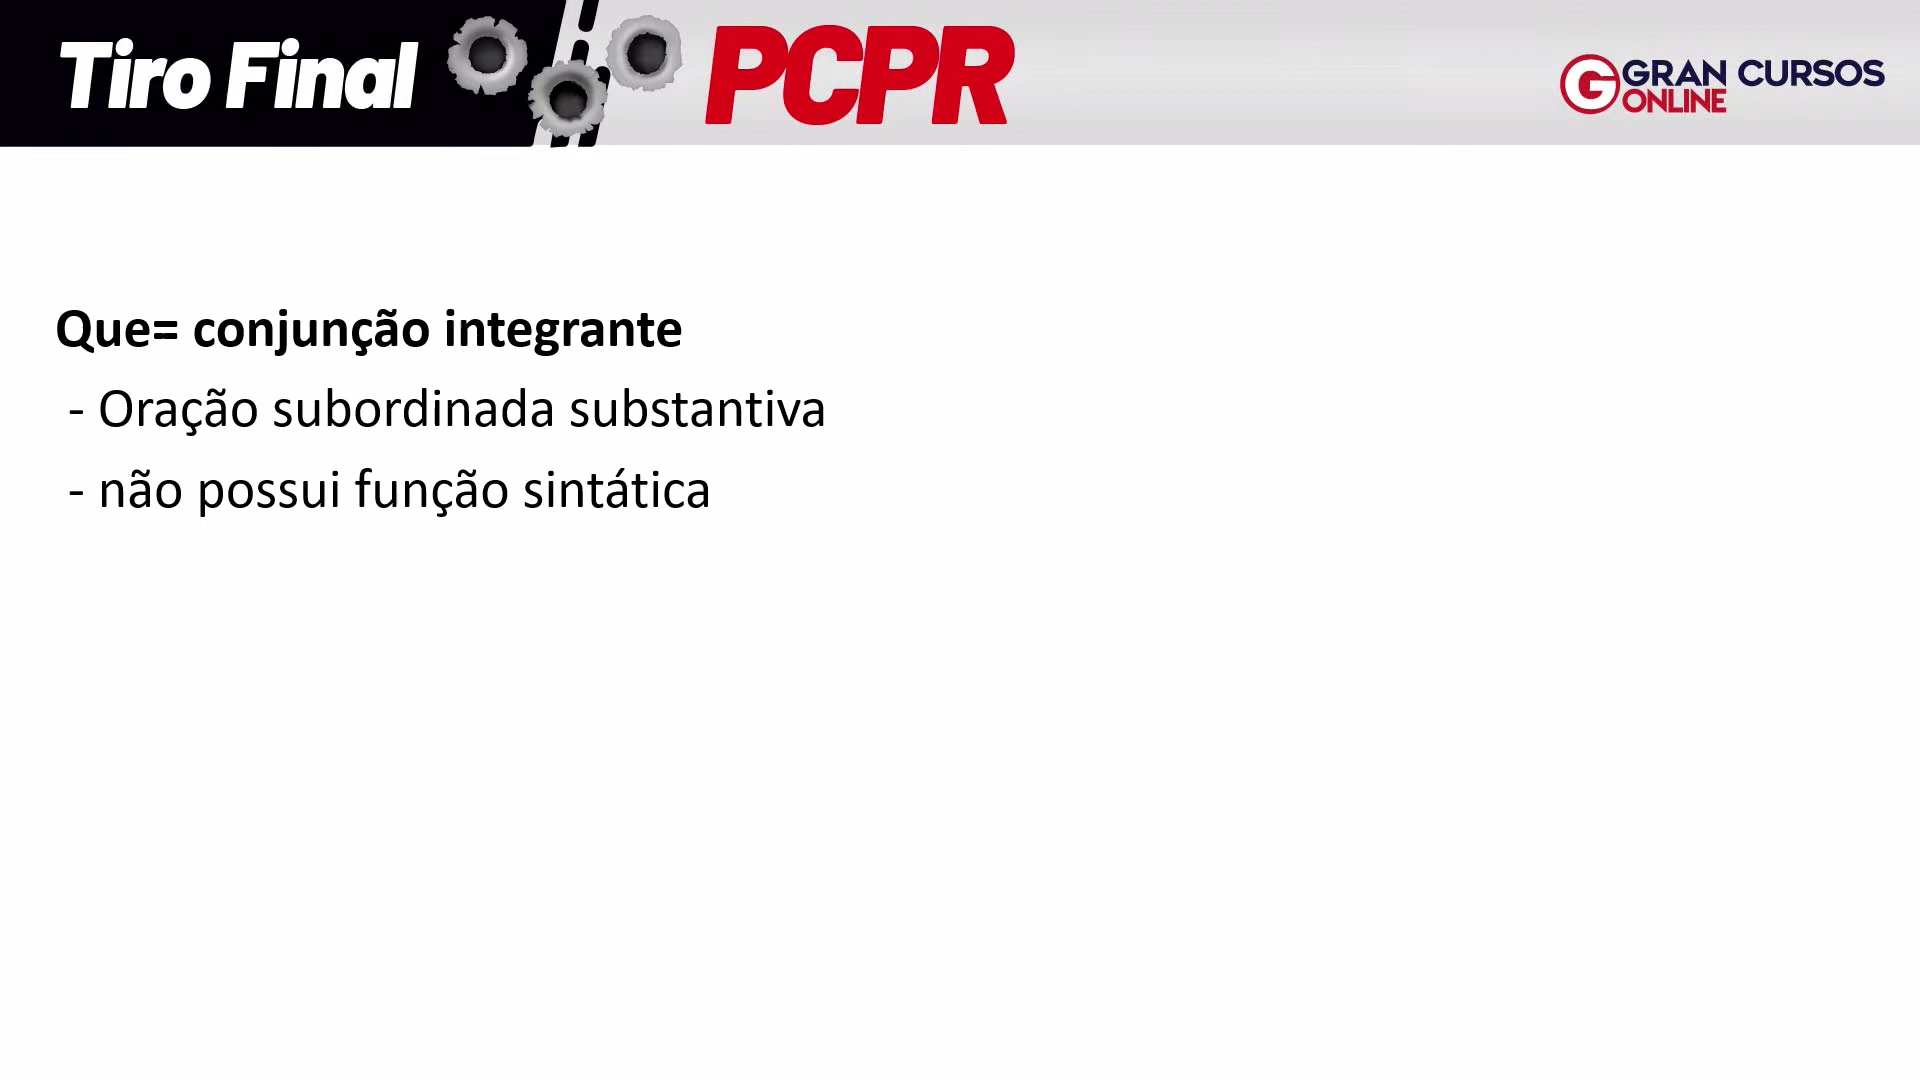 Tiro Final PCPR
GRAN CURSOS
ONLINE
Que= conjunção integrante
- Oração subordinada substantiva
- não possui função sintática